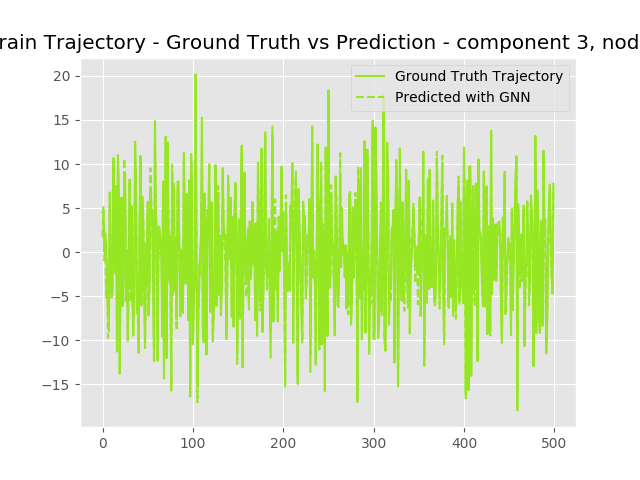 rain Trajectory - Ground Truth vs Prediction - component 3, nod
Ground Truth Trajectory
Predicted with GNN
20
15
10
5
0
−5
−10
−15
0 100 200 300 400 500